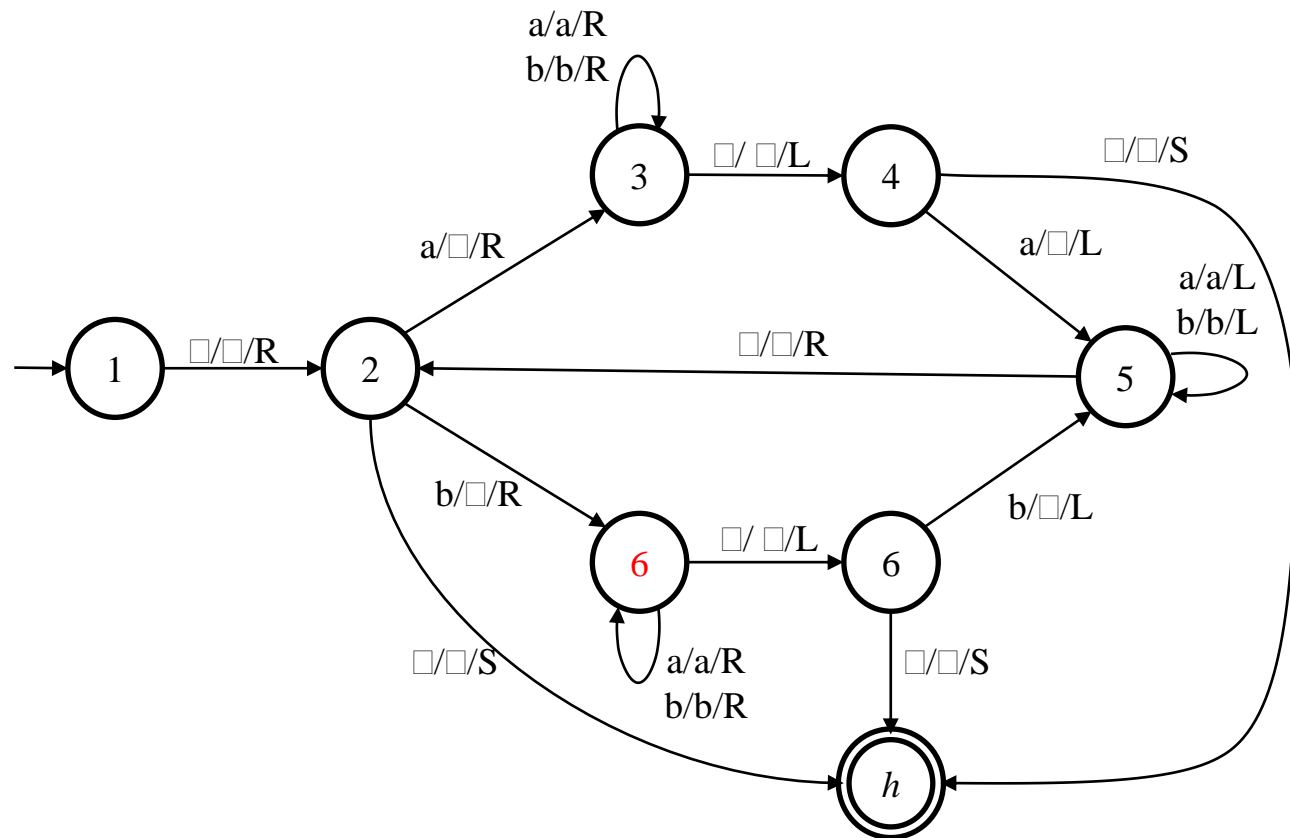 a/a/R
b/b/R
3
□/ □/L
4
□/□/S
a/□/R
a/□/L
a/a/L
b/b/L
1
□/□/R
2
□/□/R
5
b/□/R
6
□/ □/L
6
b/□/L
□/□/S
a/a/R
b/b/R
□/□/S
h